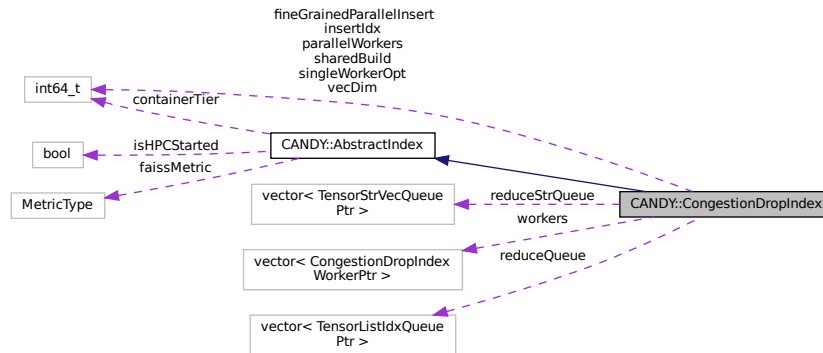 fineGrainedParallelInsert
insertIdx
parallelWorkers
sharedBuild
singleWorkerOpt
vecDim
int64_t
containerTier
isHPCStarted
bool
CANDY::AbstractIndex
faissMetric
MetricType
vector< TensorStrVecQueue
Ptr >
reduceStrQueue
CANDY::CongestionDropIndex
workers
vector< CongestionDropIndex
WorkerPtr >
reduceQueue
vector< TensorListIdxQueue
Ptr >